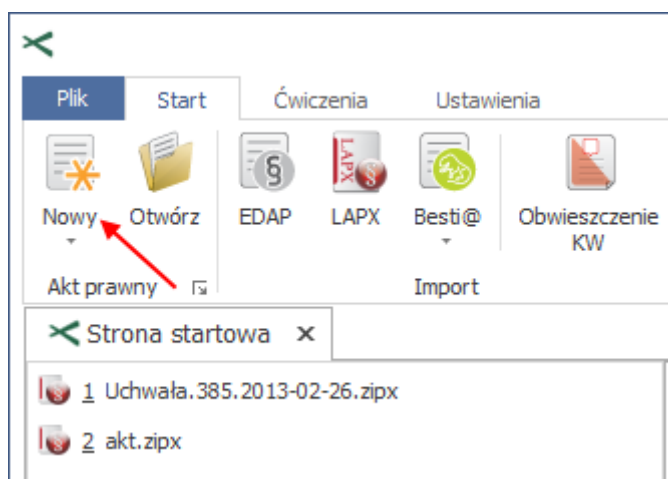 Plik Start Ćwiczenia Ustawienia
§ LAPX §
Nowy Otwórz EDAP LAPX Besti@ Obwieszczenie
KW
Akt prawny Import
Strona startowa x
1 Uchwała.385.2013-02-26.zipx
2 akt.zipx